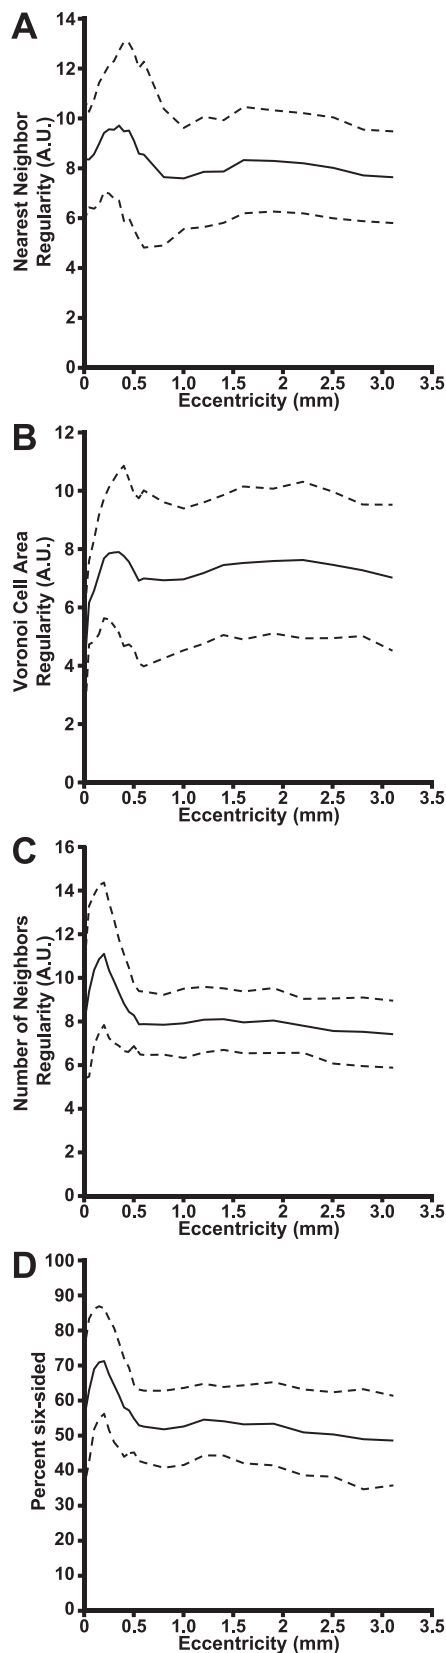 A
Nearest Neighbor
Regularity (A.U.)
14
12
10
8
6
4
2
0
0 0.5 1.0 1.5 2 2.5 3.0 3.5
Eccentricity (mm)
B
Voronoi Cell Area
Regularity (A.U.)
12
10
8
6
4
2
0
0 0.5 1.0 1.5 2 2.5 3.0 3.5
Eccentricity (mm)
C
Number of Neighbors
Regularity (A.U.)
16
14
12
10
8
6
4
2
0
0 0.5 1.0 1.5 2 2.5 3.0 3.5
Eccentricity (mm)
D
Percent six-sided
100
90
80
70
60
50
40
30
20
10
0
0 0.5 1.0 1.5 2 2.5 3.0 3.5
Eccentricity (mm)